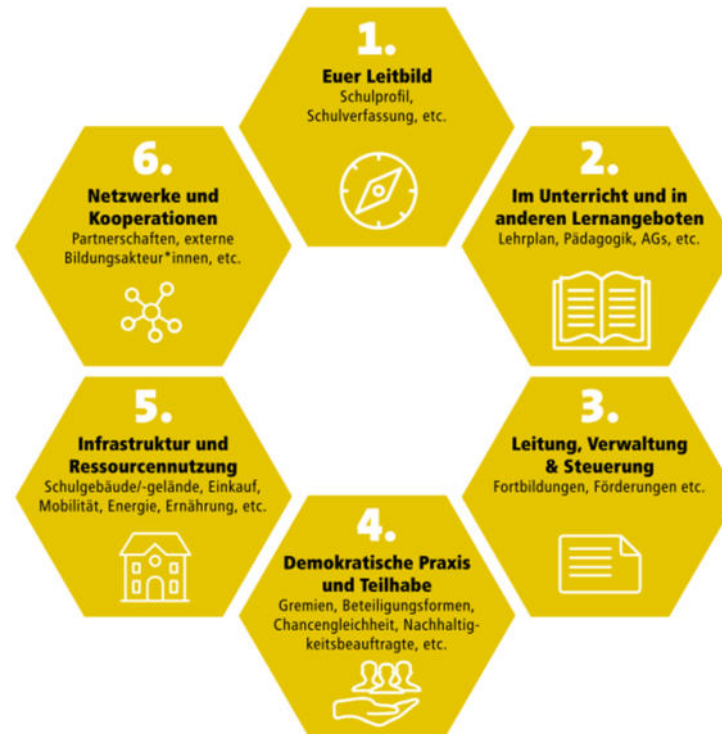 1.
Euer Leitbild
Schulprofil,
Schulverfassung, etc.
2.
Im Unterricht und in
anderen Lernangeboten
Lehrplan, Pädagogik, AGs, etc.
3.
Leitung, Verwaltung
& Steuerung
Fortbildungen, Förderungen etc.
4.
Demokratische Praxis
und Teilhabe
Gremien, Beteiligungsformen,
Chancengleichheit, Nachhaltig-
keitsbeauftragte, etc.
5.
Infrastruktur und
Ressourcennutzung
Schulgebäude/-gelände, Einkauf,
Mobilität, Energie, Ernährung, etc.
6.
Netzwerke und
Kooperationen
Partnerschaften, externe
Bildungsakteur*innen, etc.